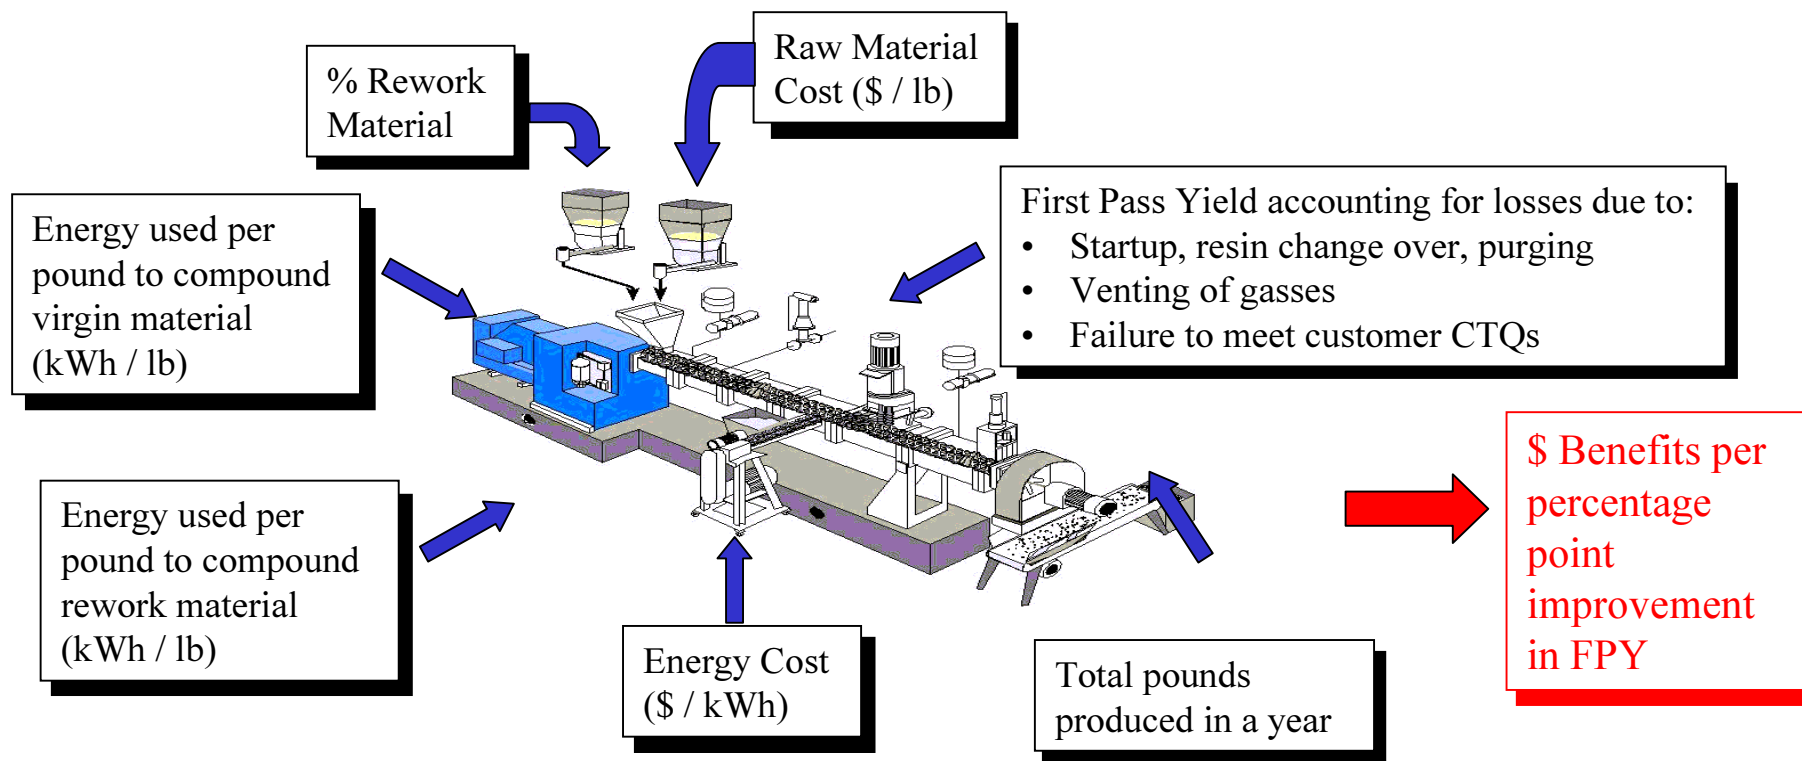 % Rework
Material
Raw Material
Cost ($ / lb)
Energy used per
pound to compound
virgin material
(kWh / lb)
First Pass Yield accounting for losses due to:
• Startup, resin change over, purging
• Venting of gasses
• Failure to meet customer CTQs
Energy used per
pound to compound
rework material
(kWh / lb)
Energy Cost
($ / kWh)
Total pounds
produced in a year
$ Benefits per
percentage
point
improvement
in FPY